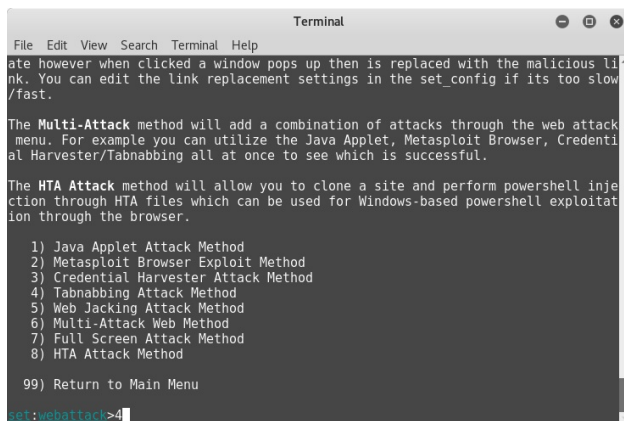 Terminal
File Edit View Search Terminal Help
ate however when clicked a window pops up then is replaced with the malicious li
nk. You can edit the link replacement settings in the set_config if its too slow
/fast.
The Multi-Attack method will add a combination of attacks through the web attack
 menu. For example you can utilize the Java Applet, Metasploit Browser, Credenti
al Harvester/Tabnabbing all at once to see which is successful.
The HTA Attack method will allow you to clone a site and perform powershell inje
ction through HTA files which can be used for Windows-based powershell exploitat
ion through the browser.
1) Java Applet Attack Method
2) Metasploit Browser Exploit Method
3) Credential Harvester Attack Method
4) Tabnabbing Attack Method
5) Web Jacking Attack Method
6) Multi-Attack Web Method
7) Full Screen Attack Method
8) HTA Attack Method
99) Return to Main Menu
set:webattack>4